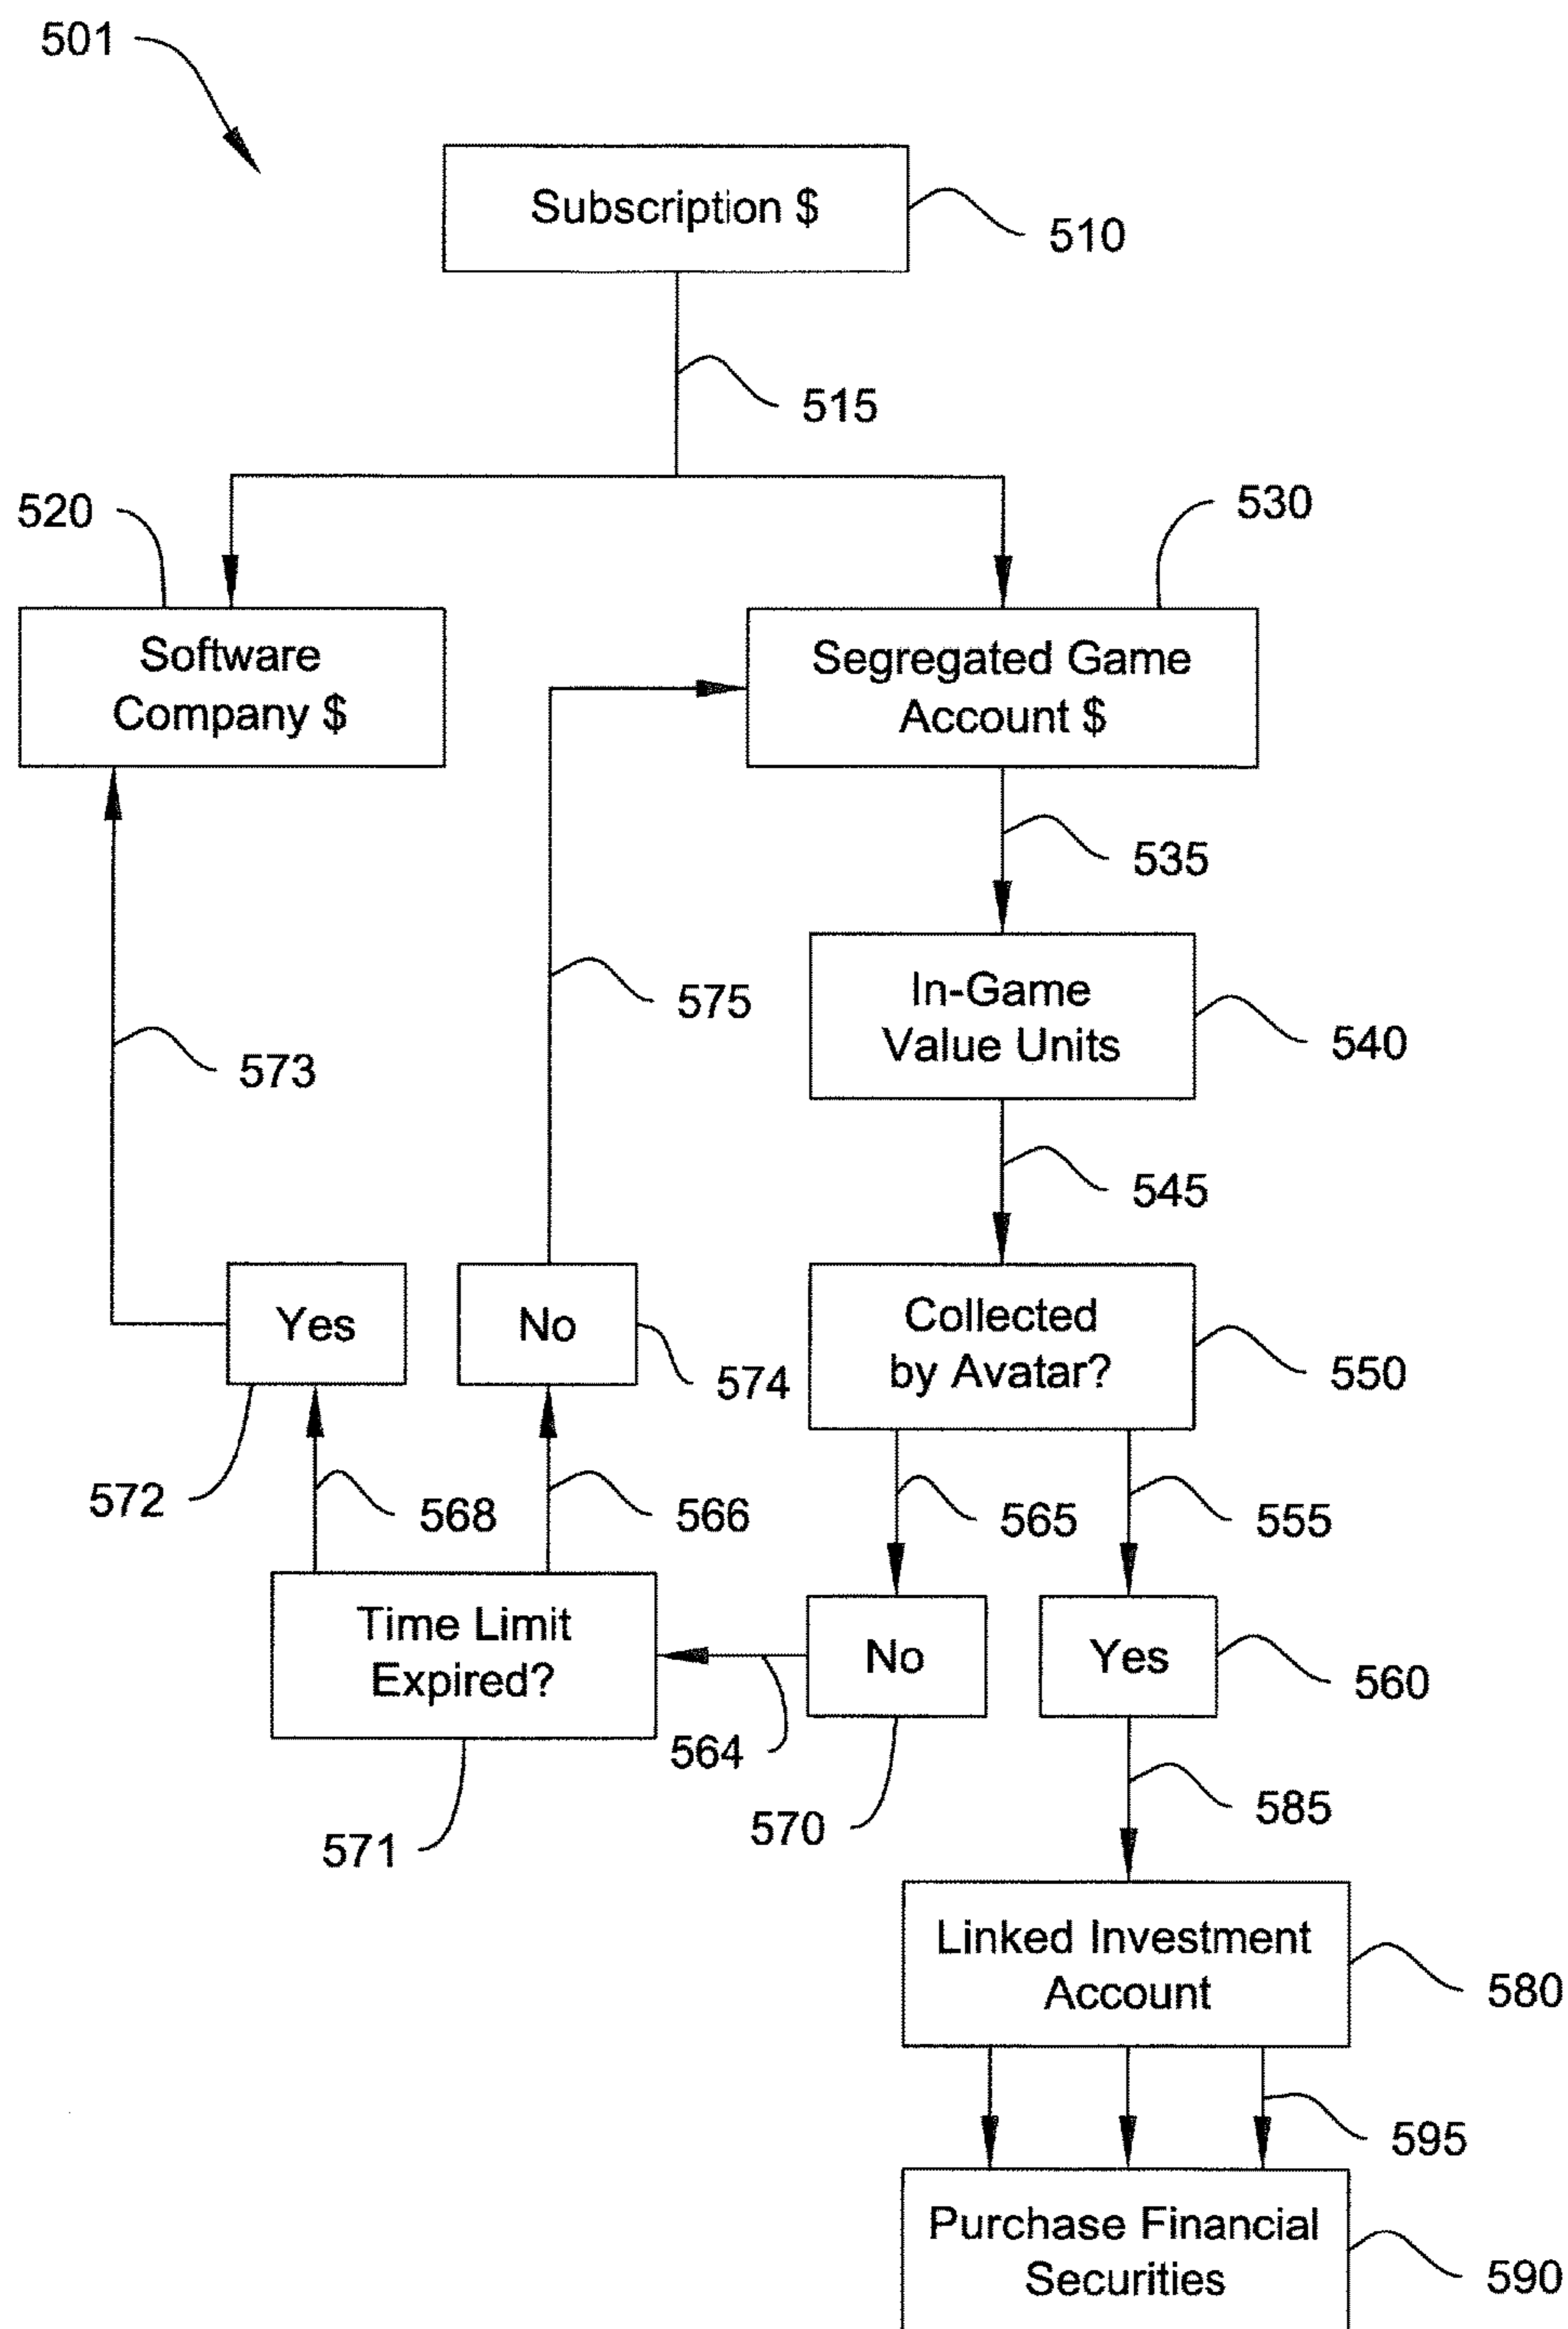 501
Subscription $
510
515
520
530
Software
Company $
Segregated Game
Account $
535
In-Game
Value Units
540
575
573
545
Yes
No
574
Collected
by Avatar?
550
572
568
566
565
555
Time Limit
Expired?
564
No
Yes
560
571
570
585
Linked Investment
Account
580
595
Purchase Financial
Securities
590